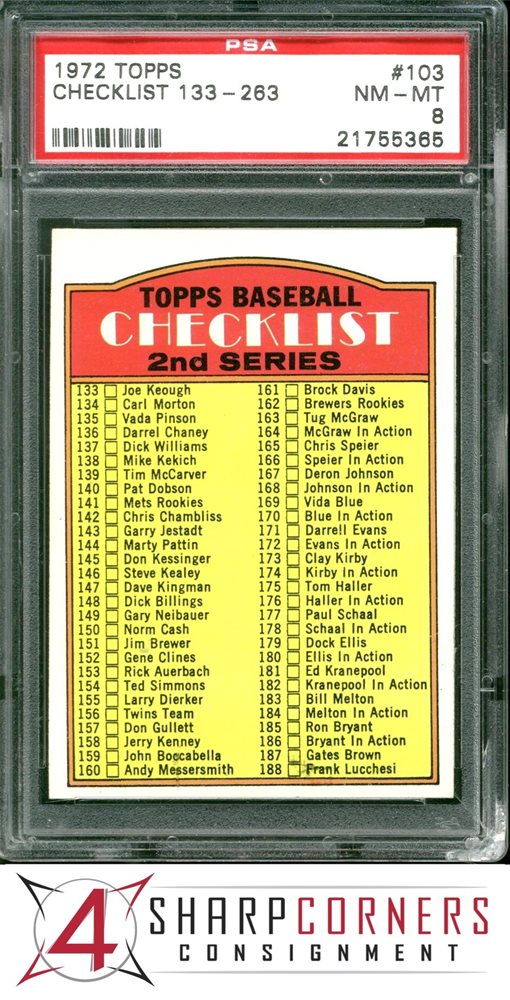 PSA
1972 TOPPS #103
CHECKLIST 133-263 NM-MT
8
21755365
TOPPS BASEBALL
CHECKLIST
2nd SERIES
133 Joe Keough
134 Carl Morton
135 Vada Pinson
136 Darrel Chaney
137 Dick Williams
138 Mike Kekich
139 Tim McCarver
140 Pat Dobson
141 Mets Rookies
142 Chris Chambliss
143 Garry Jestadt
144 Marty Pattin
145 Don Kessinger
146 Steve Kealey
147 Dave Kingman
148 Dick Billings
149 Gary Neibauer
150 Norm Cash
151 Jim Brewer
152 Gene Clines
153 Rick Auerbach
154 Ted Simmons
155 Larry Dierker
156 Twins Team
157 Don Gullett
158 Jerry Kenney
159 John Boccabella
160 Andy Messersmith
161 Brock Davis
162 Brewers Rookies
163 Tug McGraw
164 McGraw In Action
165 Chris Speier
166 Speier In Action
167 Deron Johnson
168 Johnson In Action
169 Vida Blue
170 Blue In Action
171 Darrell Evans
172 Evans In Action
173 Clay Kirby
174 Kirby In Action
175 Tom Haller
176 Haller In Action
177 Paul Schaal
178 Schaal In Action
179 Dock Ellis
180 Ellis In Action
181 Ed Kranepool
182 Kranepool In Action
183 Bill Melton
184 Melton In Action
185 Ron Bryant
186 Bryant In Action
187 Gates Brown
188 Frank Lucchesi
4 SHARPCORNERS
CONSIGNMENT